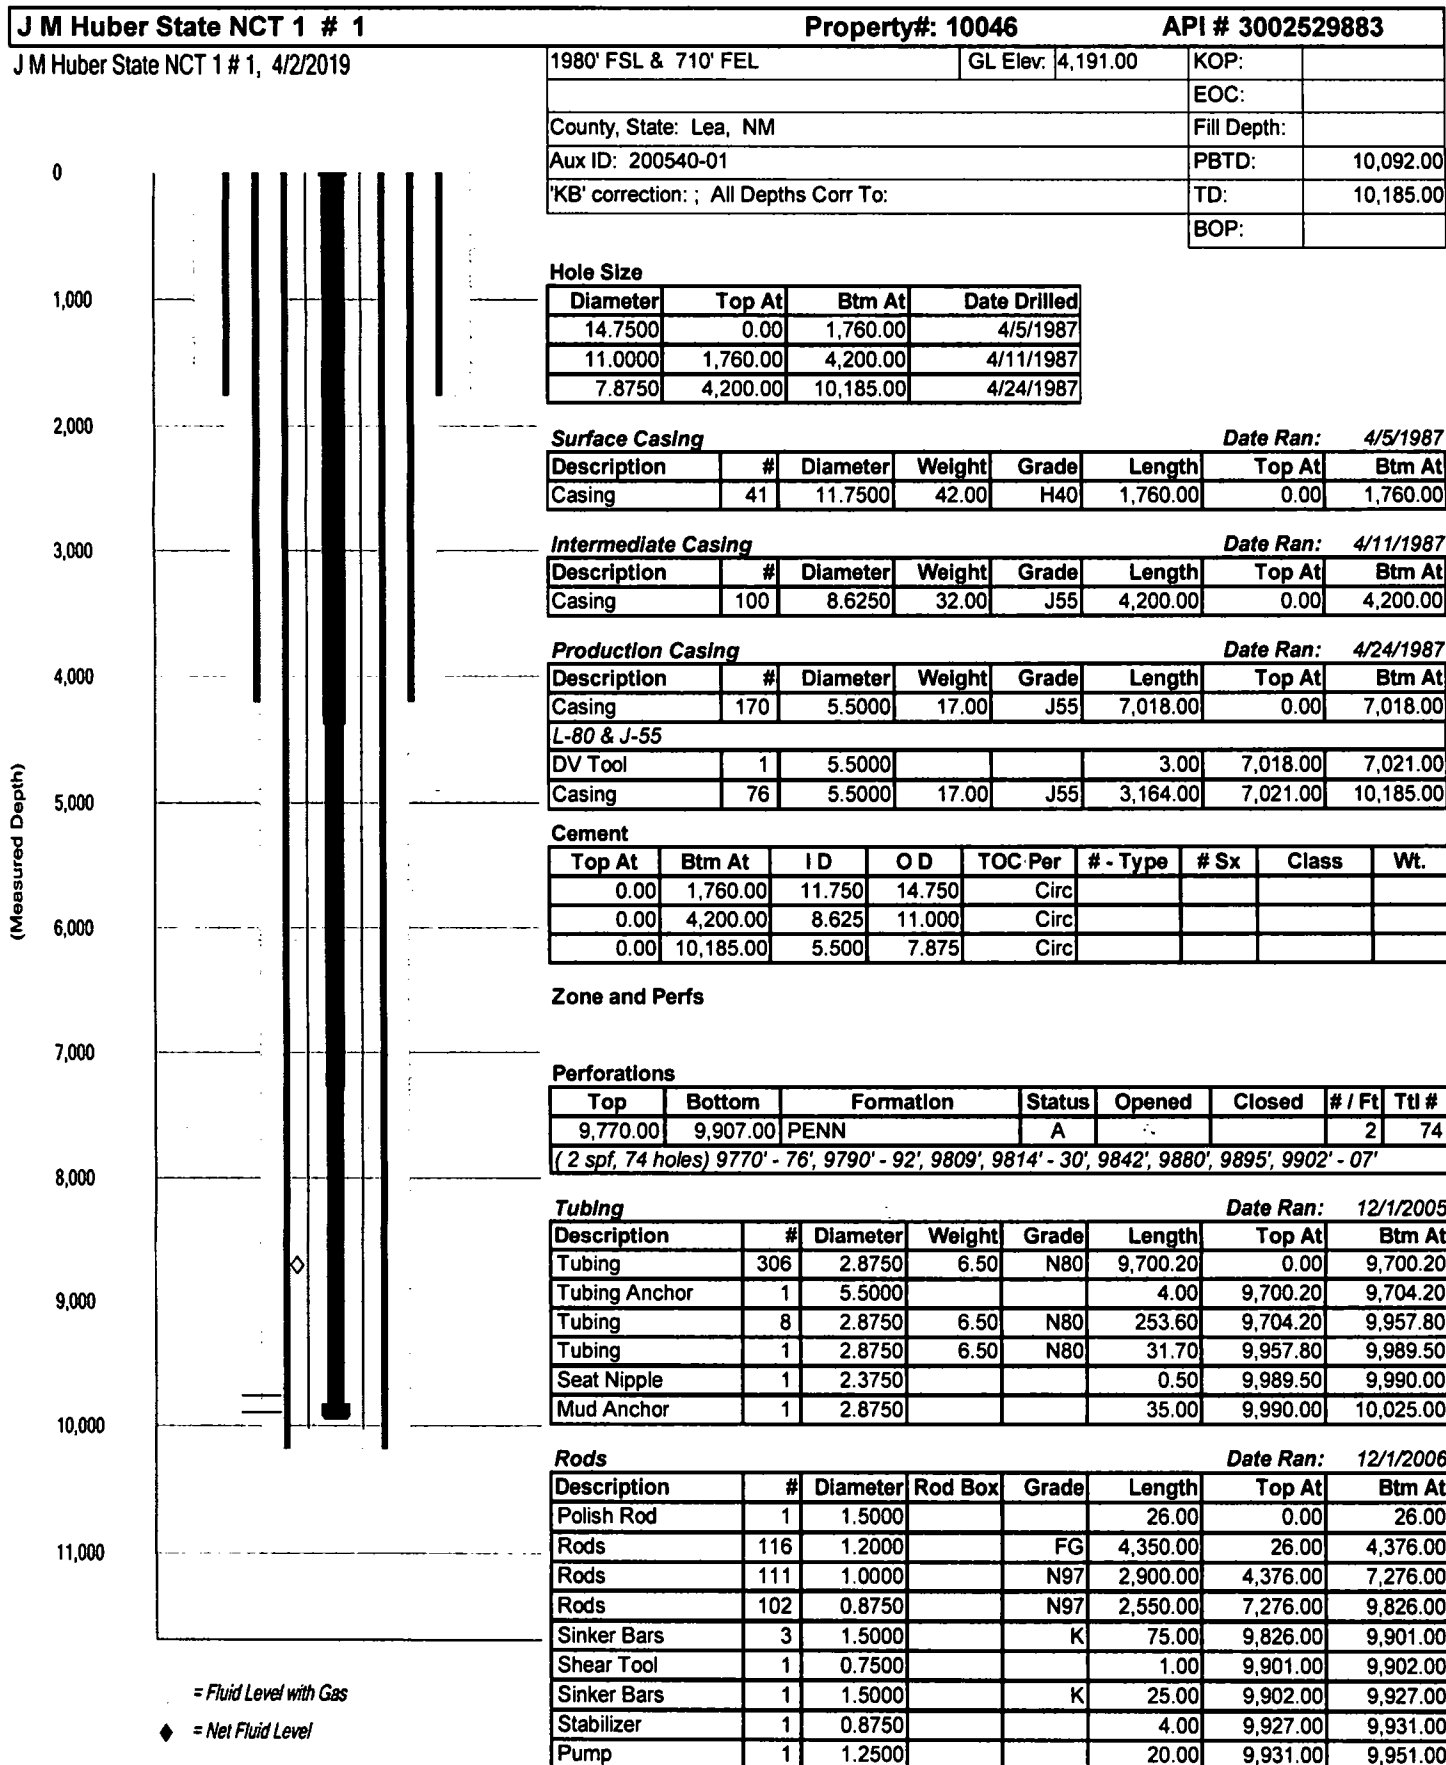 J M Huber State NCT 1 # 1 Property#: 10046 API # 3002529883
J M Huber State NCT 1 # 1, 4/2/2019
1980' FSL & 710' FEL GL Elev: 4,191.00 KOP:
EOC:
County, State: Lea, NM Fill Depth:
Aux ID: 200540-01 PBTD: 10,092.00
'KB' correction: ; All Depths Corr To: TD: 10,185.00
BOP:
0
1,000
2,000
3,000
4,000
5,000
6,000
7,000
8,000
9,000
10,000
11,000
(Measured Depth)
= Fluid Level with Gas
◆ = Net Fluid Level
Hole Size
Diameter Top At Btm At Date Drilled
14.7500 0.00 1,760.00 4/5/1987
11.0000 1,760.00 4,200.00 4/11/1987
7.8750 4,200.00 10,185.00 4/24/1987
Surface Casing Date Ran: 4/5/1987
Description # Diameter Weight Grade Length Top At Btm At
Casing 41 11.7500 42.00 H40 1,760.00 0.00 1,760.00
Intermediate Casing Date Ran: 4/11/1987
Description # Diameter Weight Grade Length Top At Btm At
Casing 100 8.6250 32.00 J55 4,200.00 0.00 4,200.00
Production Casing Date Ran: 4/24/1987
Description # Diameter Weight Grade Length Top At Btm At
Casing 170 5.5000 17.00 J55 7,018.00 0.00 7,018.00
L-80 & J-55
DV Tool 1 5.5000 3.00 7,018.00 7,021.00
Casing 76 5.5000 17.00 J55 3,164.00 7,021.00 10,185.00
Cement
Top At Btm At I D O D TOC Per # - Type # Sx Class Wt.
0.00 1,760.00 11.750 14.750 Circ
0.00 4,200.00 8.625 11.000 Circ
0.00 10,185.00 5.500 7.875 Circ
Zone and Perfs
Perforations
Top Bottom Formation Status Opened Closed # / Ft Ttl #
9,770.00 9,907.00 PENN A 2 74
( 2 spf, 74 holes) 9770' - 76', 9790' - 92', 9809', 9814' - 30', 9842', 9880', 9895', 9902' - 07'
Tubing Date Ran: 12/1/2005
Description # Diameter Weight Grade Length Top At Btm At
Tubing 306 2.8750 6.50 N80 9,700.20 0.00 9,700.20
Tubing Anchor 1 5.5000 4.00 9,700.20 9,704.20
Tubing 8 2.8750 6.50 N80 253.60 9,704.20 9,957.80
Tubing 1 2.8750 6.50 N80 31.70 9,957.80 9,989.50
Seat Nipple 1 2.3750 0.50 9,989.50 9,990.00
Mud Anchor 1 2.8750 35.00 9,990.00 10,025.00
Rods Date Ran: 12/1/2006
Description # Diameter Rod Box Grade Length Top At Btm At
Polish Rod 1 1.5000 26.00 0.00 26.00
Rods 116 1.2000 FG 4,350.00 26.00 4,376.00
Rods 111 1.0000 N97 2,900.00 4,376.00 7,276.00
Rods 102 0.8750 N97 2,550.00 7,276.00 9,826.00
Sinker Bars 3 1.5000 K 75.00 9,826.00 9,901.00
Shear Tool 1 0.7500 1.00 9,901.00 9,902.00
Sinker Bars 1 1.5000 K 25.00 9,902.00 9,927.00
Stabilizer 1 0.8750 4.00 9,927.00 9,931.00
Pump 1 1.2500 20.00 9,931.00 9,951.00